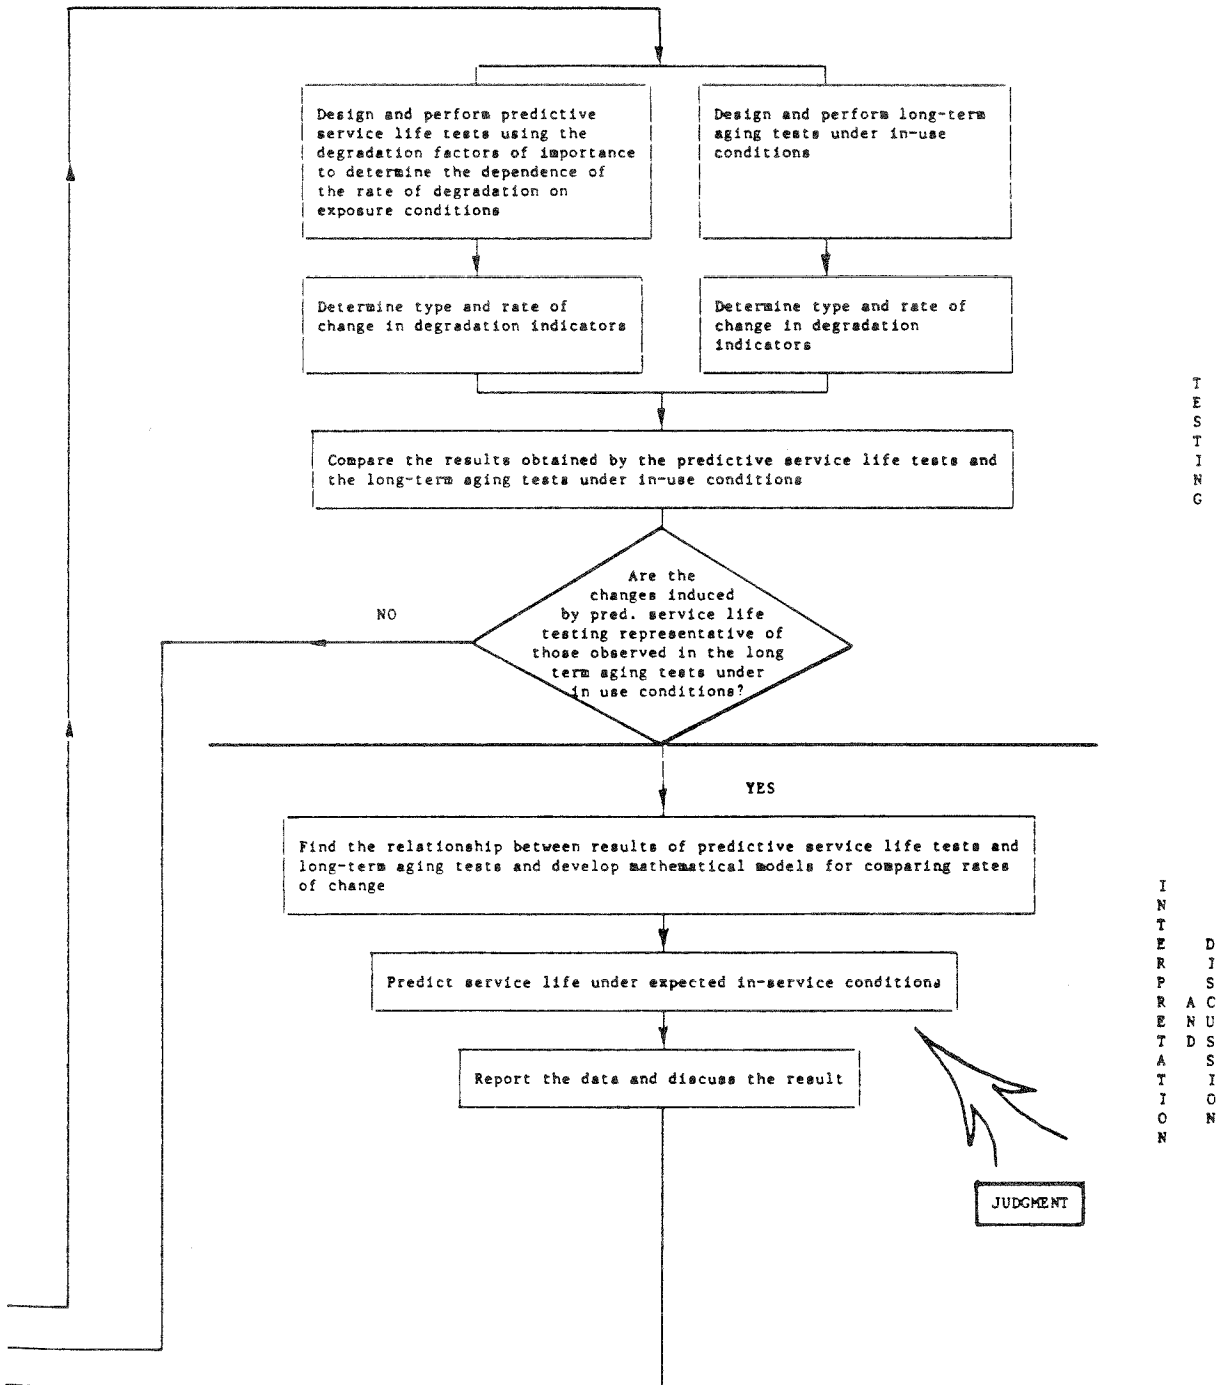 Design and perform predictive
service life tests using the
degradation factors of importance
to determine the dependence of
the rate of degradation on
exposure conditions
Design and perform long-term
aging tests under in-use
conditions
Determine type and rate of
change in degradation indicators
Determine type and rate of
change in degradation
indicators
TESTING
Compare the results obtained by the predictive service life tests and
the long-term aging tests under in-use conditions
Are the
changes induced
by pred. service life
testing representative of
those observed in the long
term aging tests under
in use conditions?
NO
YES
Find the relationship between results of predictive service life tests and
long-term aging tests and develop mathematical models for comparing rates
of change
Predict service life under expected in-service conditions
Report the data and discuss the result
INTERPRETATION
AND
DISCUSSION
JUDGMENT